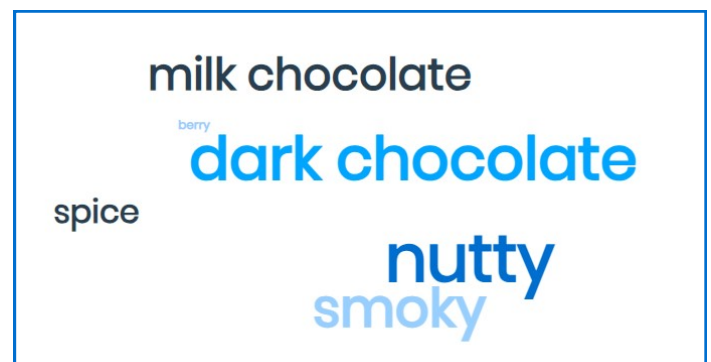 milk chocolate
berry
dark chocolate
spice
nutty
smoky